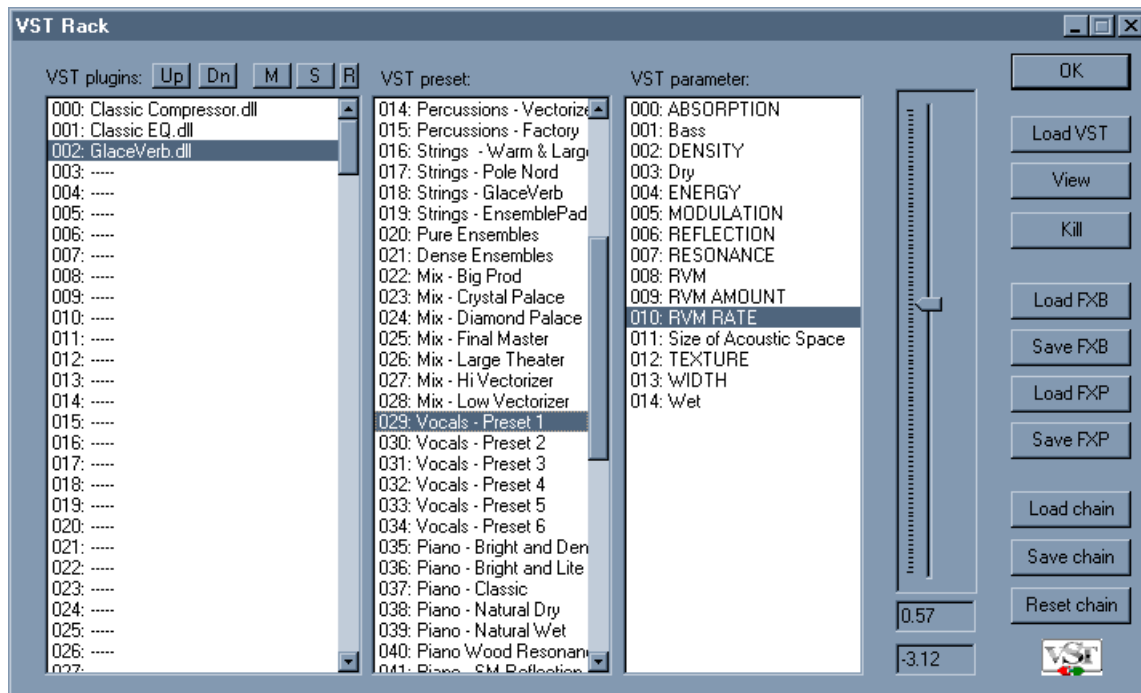 VST Rack
VST plugins: Up Dn M S R
000: Classic Compressor.dll
001: Classic EQ.dll
002: GlaceVerb.dll
003: -----
004: -----
005: -----
006: -----
007: -----
008: -----
009: -----
010: -----
011: -----
012: -----
013: -----
014: -----
015: -----
016: -----
017: -----
018: -----
019: -----
020: -----
021: -----
022: -----
023: -----
024: -----
025: -----
026: -----
027:
VST preset:
014: Percussions - Vectorize
015: Percussions - Factory
016: Strings - Warm & Larg
017: Strings - Pole Nord
018: Strings - GlaceVerb
019: Strings - EnsemblePad
020: Pure Ensembles
021: Dense Ensembles
022: Mix - Big Prod
023: Mix - Crystal Palace
024: Mix - Diamond Palace
025: Mix - Final Master
026: Mix - Large Theater
027: Mix - Hi Vectorizer
028: Mix - Low Vectorizer
029: Vocals - Preset 1
030: Vocals - Preset 2
031: Vocals - Preset 3
032: Vocals - Preset 4
033: Vocals - Preset 5
034: Vocals - Preset 6
035: Piano - Bright and Den
036: Piano - Bright and Lite
037: Piano - Classic
038: Piano - Natural Dry
039: Piano - Natural Wet
040: Piano Wood Resonan
041: Piano - SM Reflection
VST parameter:
000: ABSORPTION
001: Bass
002: DENSITY
003: Dry
004: ENERGY
005: MODULATION
006: REFLECTION
007: RESONANCE
008: RVM
009: RVM AMOUNT
010: RVM RATE
011: Size of Acoustic Space
012: TEXTURE
013: WIDTH
014: Wet
0.57
-3.12
OK
Load VST
View
Kill
Load FXB
Save FXB
Load FXP
Save FXP
Load chain
Save chain
Reset chain
VST